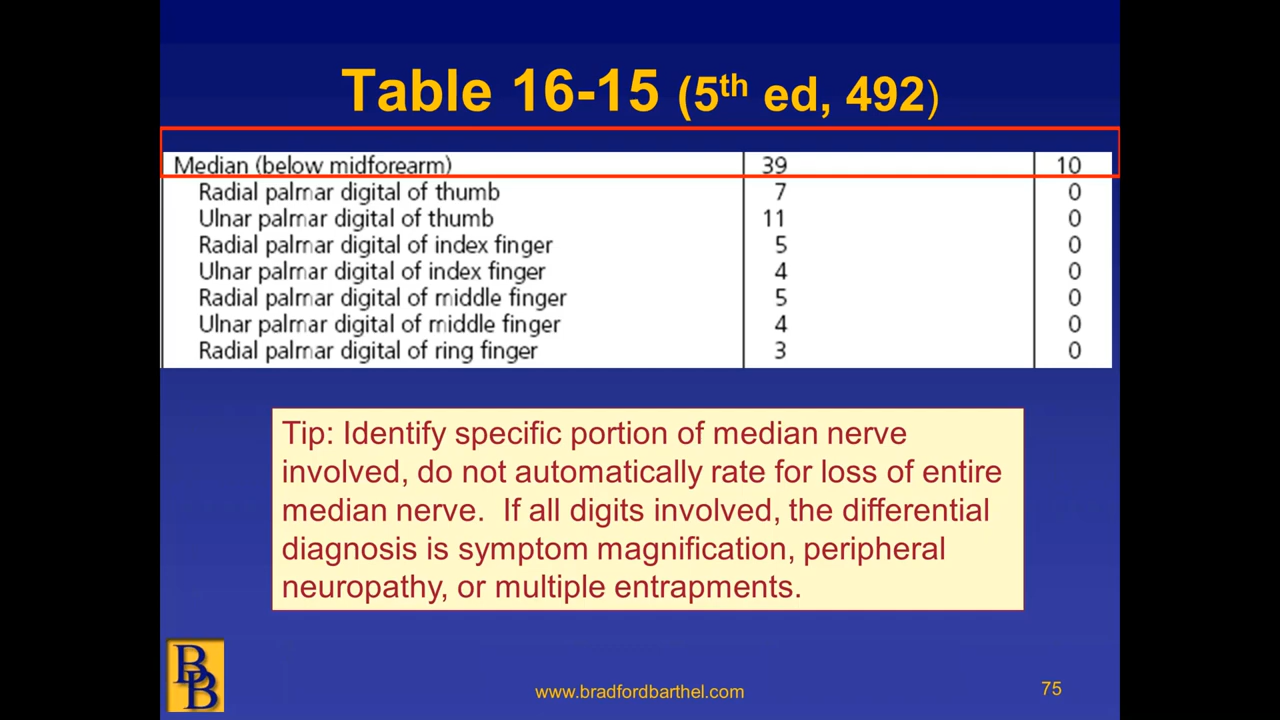 Table 16-15 (5th ed, 492)
Median (below midforearm) 39 10
Radial palmar digital of thumb 7 0
Ulnar palmar digital of thumb 11 0
Radial palmar digital of index finger 5 0
Ulnar palmar digital of index finger 4 0
Radial palmar digital of middle finger 5 0
Ulnar palmar digital of middle finger 4 0
Radial palmar digital of ring finger 3 0
Tip: Identify specific portion of median nerve
involved, do not automatically rate for loss of entire
median nerve.  If all digits involved, the differential
diagnosis is symptom magnification, peripheral
neuropathy, or multiple entrapments.
BB
www.bradfordbarthel.com
75